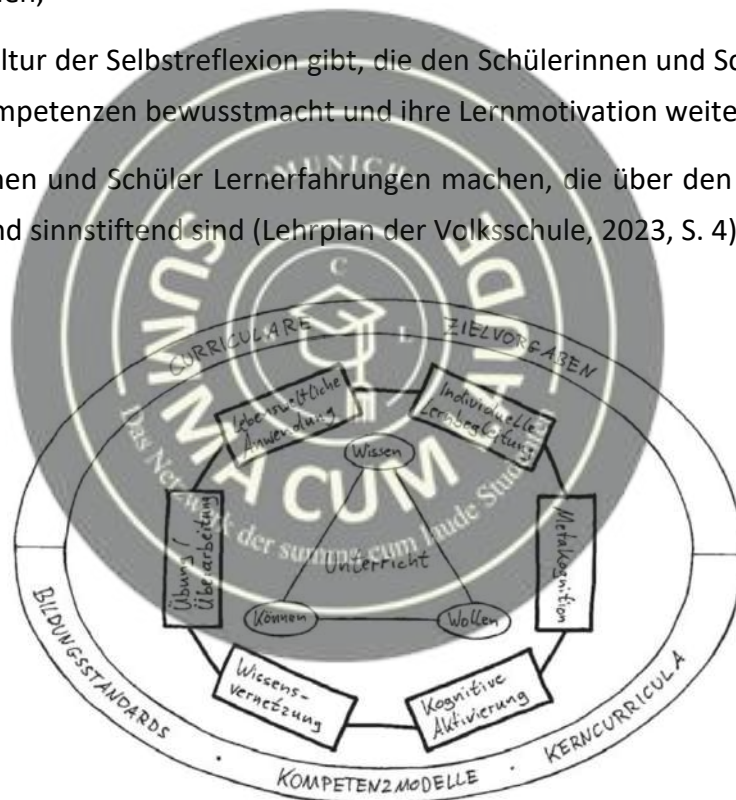 ltur der Selbstreflexion gibt, die den Schülerinnen und Sc
mpetenzen bewusstmacht und ihre Lernmotivation weite
nen und Schüler Lernerfahrungen machen, die über den
nd sinnstiftend sind (Lehrplan der Volksschule, 2023, S. 4)
MUNICH
SUMMA CUM LAUDE
C
L
Das Netzwerk der summa cum laude Studenten
CURRICULARE ZIELVORGABEN
Lebensweltliche
Anwendung
Individuelle
Lernbegleitung
Wissen
Übung /
Überarbeitung
Unterricht
Metakognition
Können
Wollen
Wissens-
vernetzung
Kognitive
Aktivierung
BILDUNGSSTANDARDS · KOMPETENZMODELLE · KERNCURRICULA